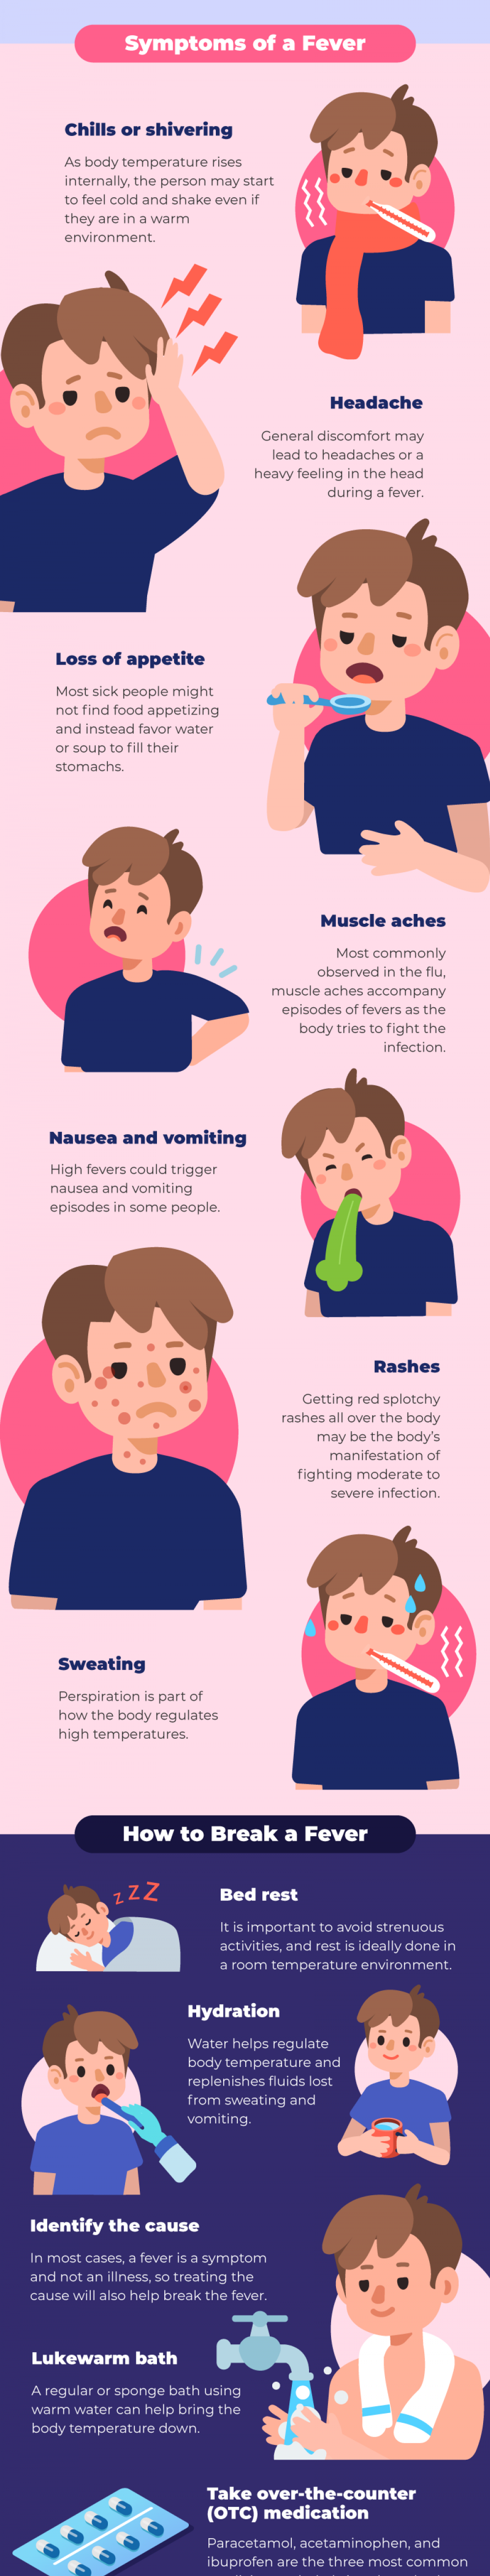 Symptoms of a Fever
Chills or shivering
As body temperature rises
internally, the person may start
to feel cold and shake even if
they are in a warm
environment.
Headache
General discomfort may
lead to headaches or a
heavy feeling in the head
during a fever.
Loss of appetite
Most sick people might
not find food appetizing
and instead favor water
or soup to fill their
stomachs.
Muscle aches
Most commonly
observed in the flu,
muscle aches accompany
episodes of fevers as the
body tries to fight the
infection.
Nausea and vomiting
High fevers could trigger
nausea and vomiting
episodes in some people.
Rashes
Getting red splotchy
rashes all over the body
may be the body's
manifestation of
fighting moderate to
severe infection.
Sweating
Perspiration is part of
how the body regulates
high temperatures.
How to Break a Fever
z Z Z
Bed rest
It is important to avoid strenuous
activities, and rest is ideally done in
a room temperature environment.
Hydration
Water helps regulate
body temperature and
replenishes fluids lost
from sweating and
vomiting.
Identify the cause
In most cases, a fever is a symptom
and not an illness, so treating the
cause will also help break the fever.
Lukewarm bath
A regular or sponge bath using
warm water can help bring the
body temperature down.
Take over-the-counter
(OTC) medication
Paracetamol, acetaminophen, and
ibuprofen are the three most common